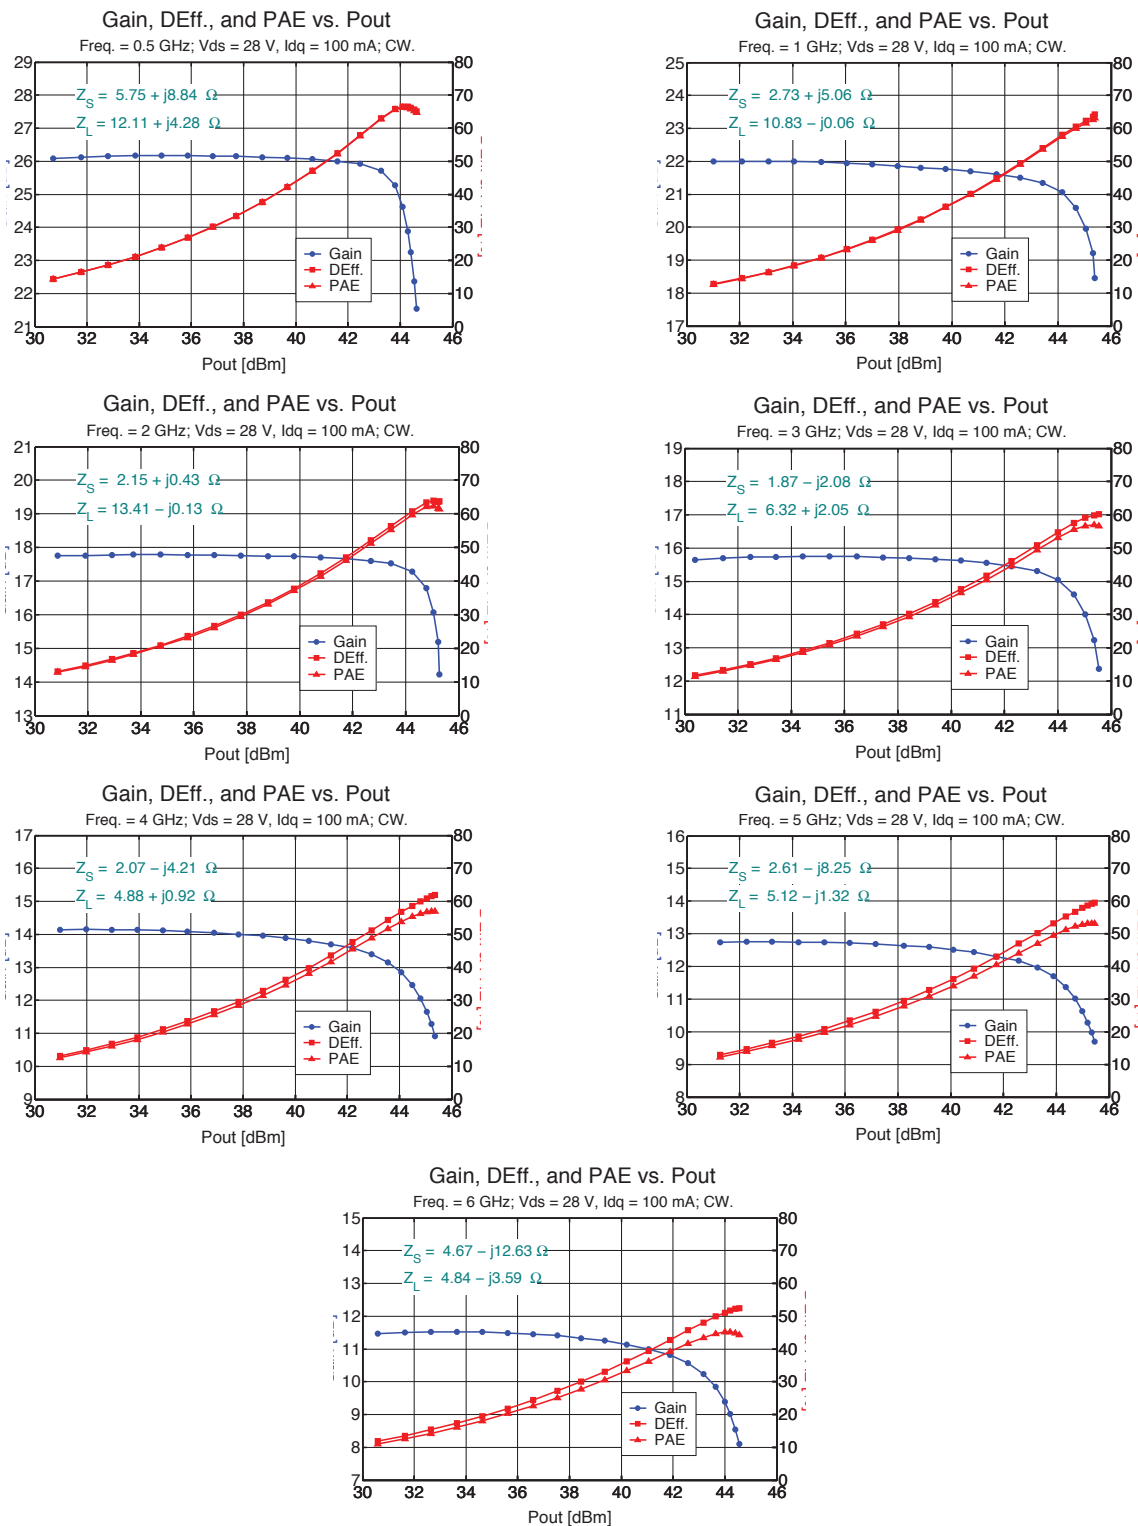 Gain, DEff., and PAE vs. Pout
Freq. = 0.5 GHz; Vds = 28 V, Idq = 100 mA; CW.
29
28
27
26
25
24
23
22
21
80
70
60
50
40
30
20
10
0
Z_S = 5.75 + j8.84 Ω
Z_L = 12.11 + j4.28 Ω
Gain
DEff.
PAE
30 32 34 36 38 40 42 44 46
Pout [dBm]
Gain, DEff., and PAE vs. Pout
Freq. = 1 GHz; Vds = 28 V, Idq = 100 mA; CW.
25
24
23
22
21
20
19
18
17
80
70
60
50
40
30
20
10
0
Z_S = 2.73 + j5.06 Ω
Z_L = 10.83 − j0.06 Ω
Gain
DEff.
PAE
30 32 34 36 38 40 42 44 46
Pout [dBm]
Gain, DEff., and PAE vs. Pout
Freq. = 2 GHz; Vds = 28 V, Idq = 100 mA; CW.
21
20
19
18
17
16
15
14
13
80
70
60
50
40
30
20
10
0
Z_S = 2.15 + j0.43 Ω
Z_L = 13.41 − j0.13 Ω
Gain
DEff.
PAE
30 32 34 36 38 40 42 44 46
Pout [dBm]
Gain, DEff., and PAE vs. Pout
Freq. = 3 GHz; Vds = 28 V, Idq = 100 mA; CW.
19
18
17
16
15
14
13
12
11
80
70
60
50
40
30
20
10
0
Z_S = 1.87 − j2.08 Ω
Z_L = 6.32 + j2.05 Ω
Gain
DEff.
PAE
30 32 34 36 38 40 42 44 46
Pout [dBm]
Gain, DEff., and PAE vs. Pout
Freq. = 4 GHz; Vds = 28 V, Idq = 100 mA; CW.
17
16
15
14
13
12
11
10
9
80
70
60
50
40
30
20
10
0
Z_S = 2.07 − j4.21 Ω
Z_L = 4.88 + j0.92 Ω
Gain
DEff.
PAE
30 32 34 36 38 40 42 44 46
Pout [dBm]
Gain, DEff., and PAE vs. Pout
Freq. = 5 GHz; Vds = 28 V, Idq = 100 mA; CW.
16
15
14
13
12
11
10
9
8
80
70
60
50
40
30
20
10
0
Z_S = 2.61 − j8.25 Ω
Z_L = 5.12 − j1.32 Ω
Gain
DEff.
PAE
30 32 34 36 38 40 42 44 46
Pout [dBm]
Gain, DEff., and PAE vs. Pout
Freq. = 6 GHz; Vds = 28 V, Idq = 100 mA; CW.
15
14
13
12
11
10
9
8
7
80
70
60
50
40
30
20
10
0
Z_S = 4.67 − j12.63 Ω
Z_L = 4.84 − j3.59 Ω
Gain
DEff.
PAE
30 32 34 36 38 40 42 44 46
Pout [dBm]